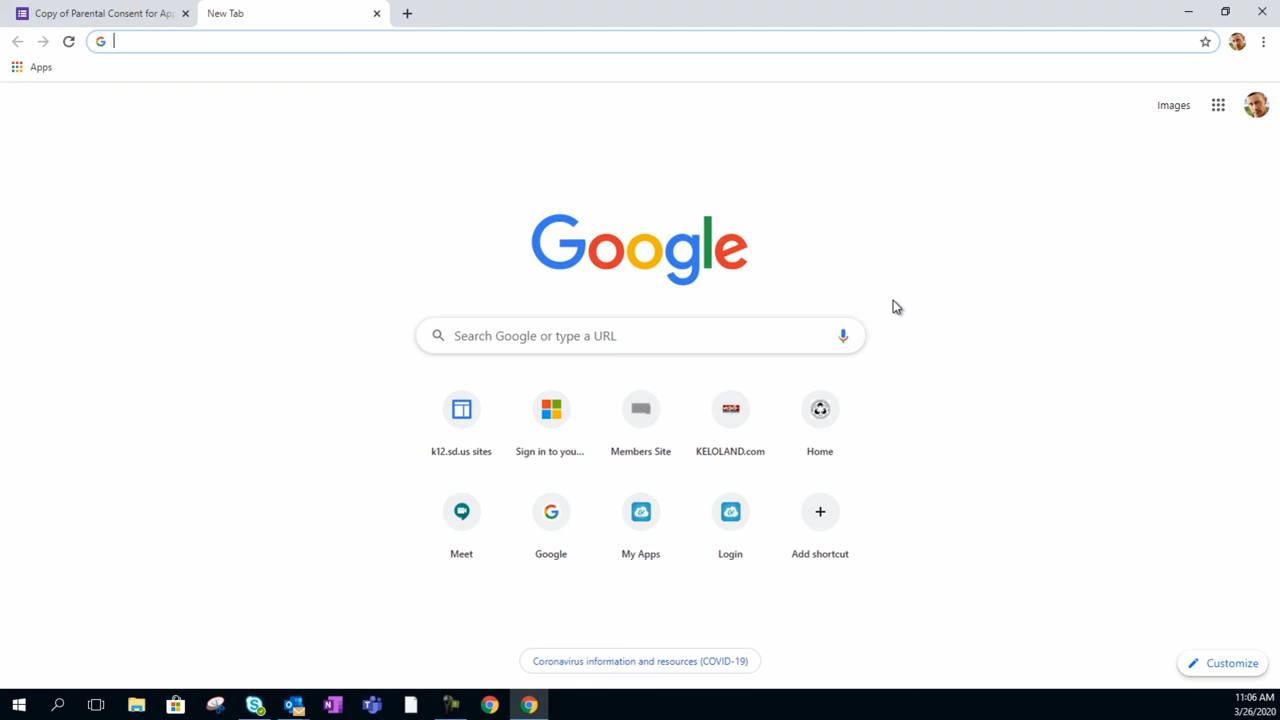 Copy of Parental Consent for App
New Tab
Apps
Images
Google
Search Google or type a URL
k12.sd.us sites
Sign in to you...
Members Site
KELOLAND.com
Home
Meet
Google
My Apps
Login
Add shortcut
Coronavirus information and resources (COVID-19)
Customize
11:06 AM
3/26/2020